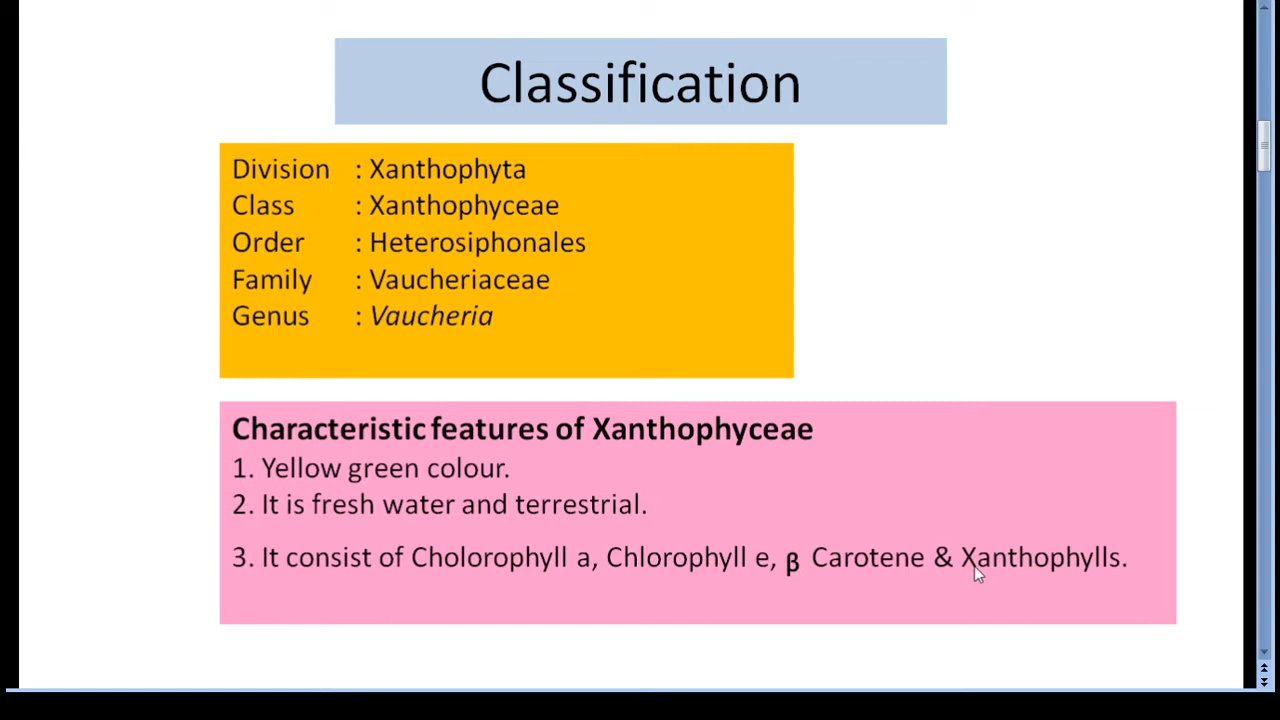 Classification
Division : Xanthophyta
Class : Xanthophyceae
Order : Heterosiphonales
Family : Vaucheriaceae
Genus : Vaucheria
Characteristic features of Xanthophyceae
1. Yellow green colour.
2. It is fresh water and terrestrial.
3. It consist of Cholorophyll a, Chlorophyll e, β Carotene & Xanthophylls.